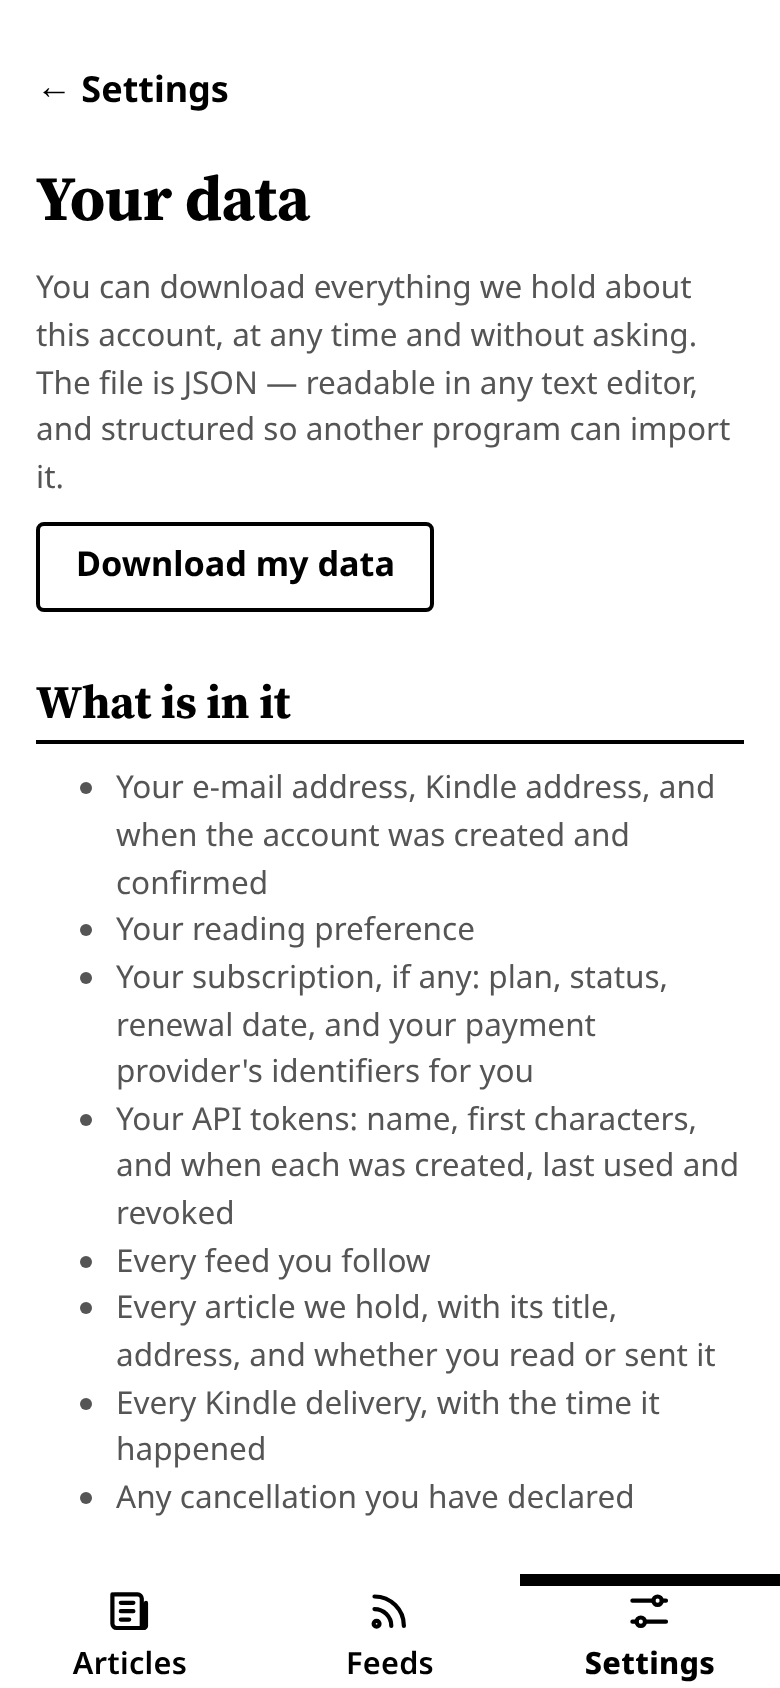 ← Settings
Your data
You can download everything we hold about
this account, at any time and without asking.
The file is JSON — readable in any text editor,
and structured so another program can import
it.
Download my data
What is in it
• Your e-mail address, Kindle address, and
when the account was created and
confirmed
• Your reading preference
• Your subscription, if any: plan, status,
renewal date, and your payment
provider's identifiers for you
• Your API tokens: name, first characters,
and when each was created, last used and
revoked
• Every feed you follow
• Every article we hold, with its title,
address, and whether you read or sent it
• Every Kindle delivery, with the time it
happened
• Any cancellation you have declared
Articles
Feeds
Settings